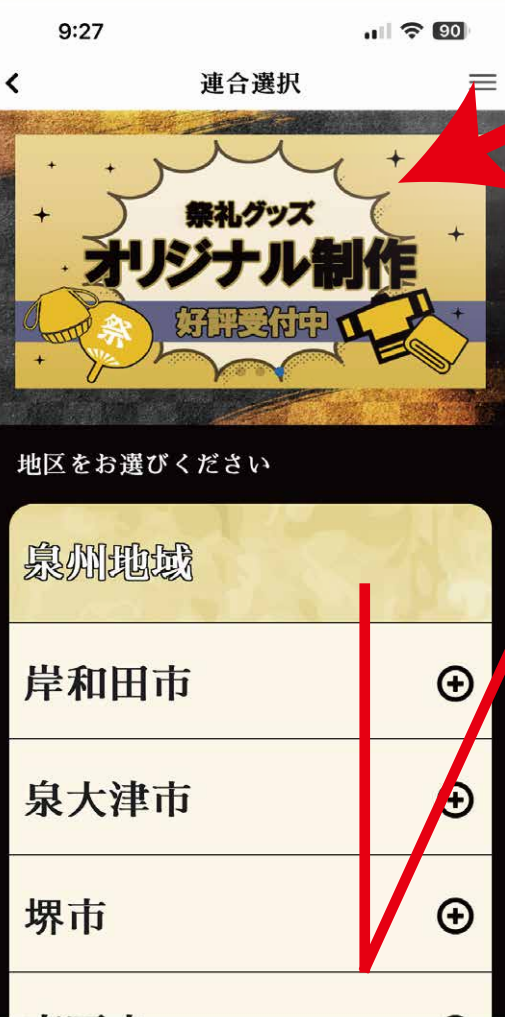 9:27
90
連合選択
祭礼グッズ
オリジナル制作
好評受付中
祭
地区をお選びください
泉州地域
岸和田市
泉大津市
堺市